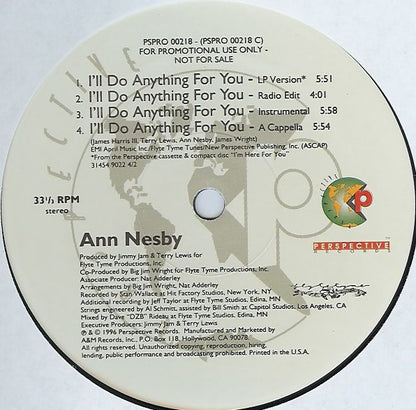 PSPRO 00218 - (PSPRO 00218 C)
FOR PROMOTIONAL USE ONLY -
NOT FOR SALE
1. I'll Do Anything For You - LP Version* 5:51
2. I'll Do Anything For You - Radio Edit 4:01
3. I'll Do Anything For You - Instrumental 5:58
4. I'll Do Anything For You - A Cappella 5:54
(James Harris III, Terry Lewis, Ann Nesby, James Wright)
EMI April Music Inc./Flyte Tyme Tunes/New Perspective Publishing, Inc. (ASCAP)
*From the Perspective cassette & compact disc "I'm Here For You"
31454 9022 4/2
33⅓ RPM
stereo
PECTIVE
P
PERSPECTIVE
RECORDS
™
Ann Nesby
Produced by Jimmy Jam & Terry Lewis for
Flyte Tyme Productions, Inc.
Co-Produced by Big Jim Wright for Flyte Tyme Productions, Inc.
Associate Producer: Nat Adderley
Arrangements by Big Jim Wright, Nat Adderley
Recorded by Stan Wallace at Hit Factory Studios, New York, NY
Additional recording by Jeff Taylor at Flyte Tyme Studios, Edina, MN
Strings engineered by Al Schmitt, assisted by Bill Smith at Capitol Studios, Los Angeles, CA
Mixed by Dave "DZB" Rideau at Flyte Tyme Studios, Edina, MN
Executive Producers: Jimmy Jam & Terry Lewis
℗ & © 1996 Perspective Records. Manufactured and Marketed by
A&M Records, Inc., P.O. Box 118, Hollywood, CA 90078.
All rights reserved. Unauthorized copying, reproduction, hiring,
lending, public performance and broadcasting prohibited. Printed in the U.S.A.